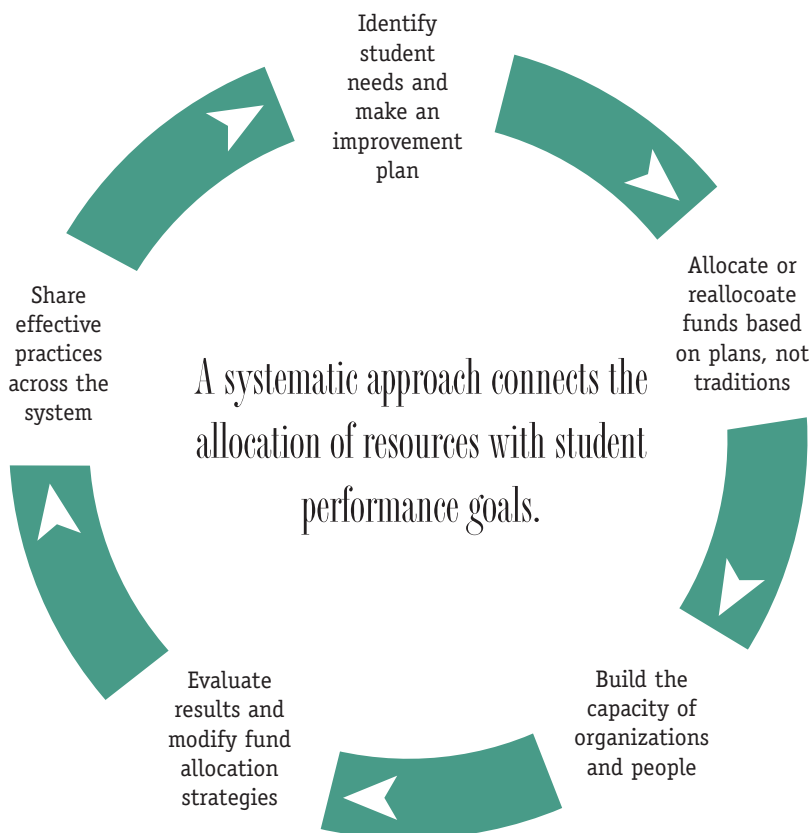 Identify
student
needs and
make an
improvement
plan
Allocate or
reallocoate
funds based
on plans, not
traditions
Build the
capacity of
organizations
and people
Evaluate
results and
modify fund
allocation
strategies
Share
effective
practices
across the
system
A systematic approach connects the
allocation of resources with student
performance goals.